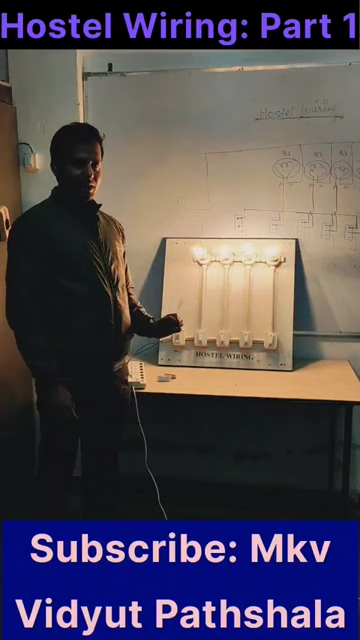 Hostel Wiring: Part 1
Hostel Wiring
HOSTEL WIRING
Subscribe: Mkv
Vidyut Pathshala